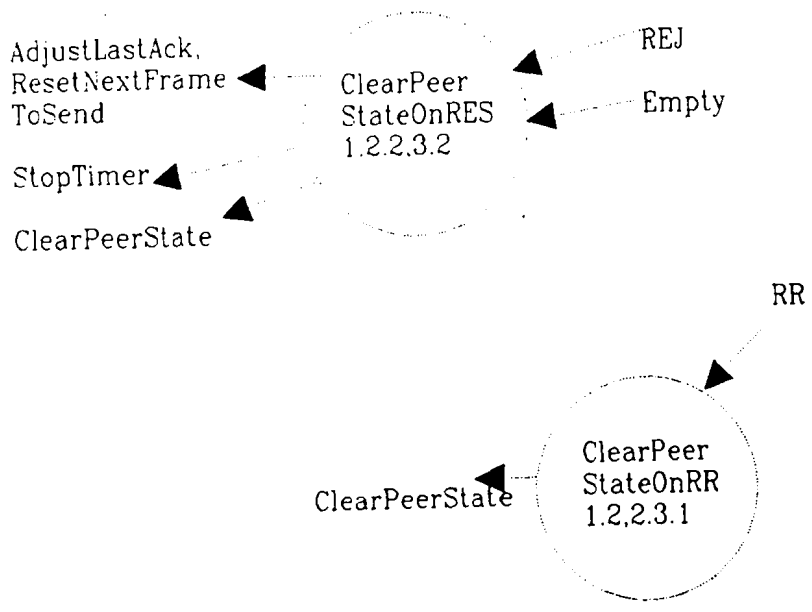 AdjustLastAck,
ResetNextFrame
ToSend
StopTimer
ClearPeerState
ClearPeer
StateOnRES
1.2.2.3.2
REJ
Empty
RR
ClearPeerState
ClearPeer
StateOnRR
1.2,2.3.1